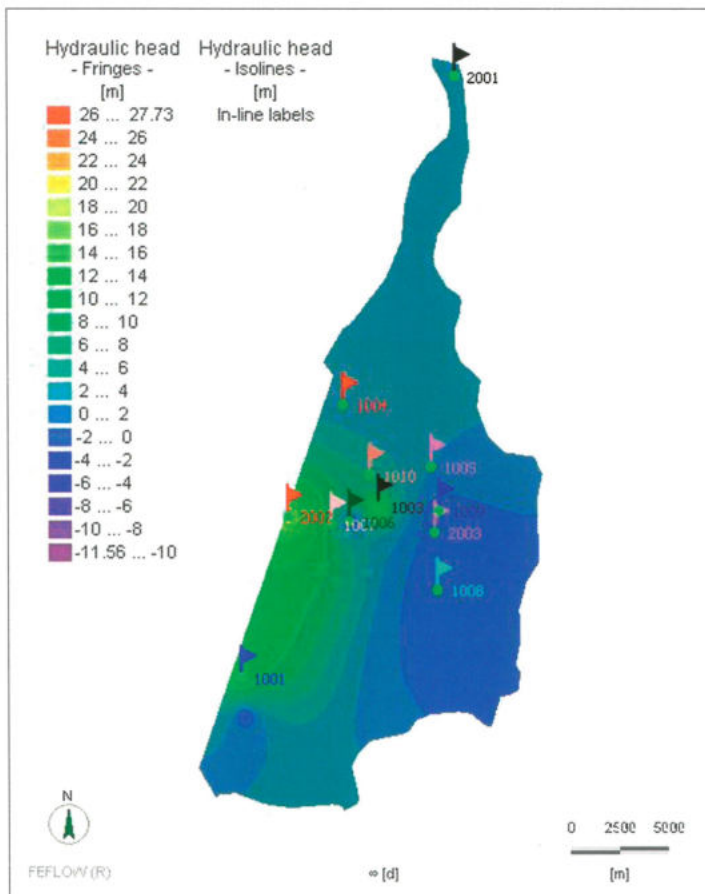 Hydraulic head
- Fringes -
[m]
26 ... 27.73
24 ... 26
22 ... 24
20 ... 22
18 ... 20
16 ... 18
14 ... 16
12 ... 14
10 ... 12
8 ... 10
6 ... 8
4 ... 6
2 ... 4
0 ... 2
-2 ... 0
-4 ... -2
-6 ... -4
-8 ... -6
-10 ... -8
-11.56 ... -10
Hydraulic head
- Isolines -
[m]
In-line labels
2001
1010
1003
1006
2003
1008
1001
N
FEFLOW (R)
∞ [d]
0 2500 5000
[m]